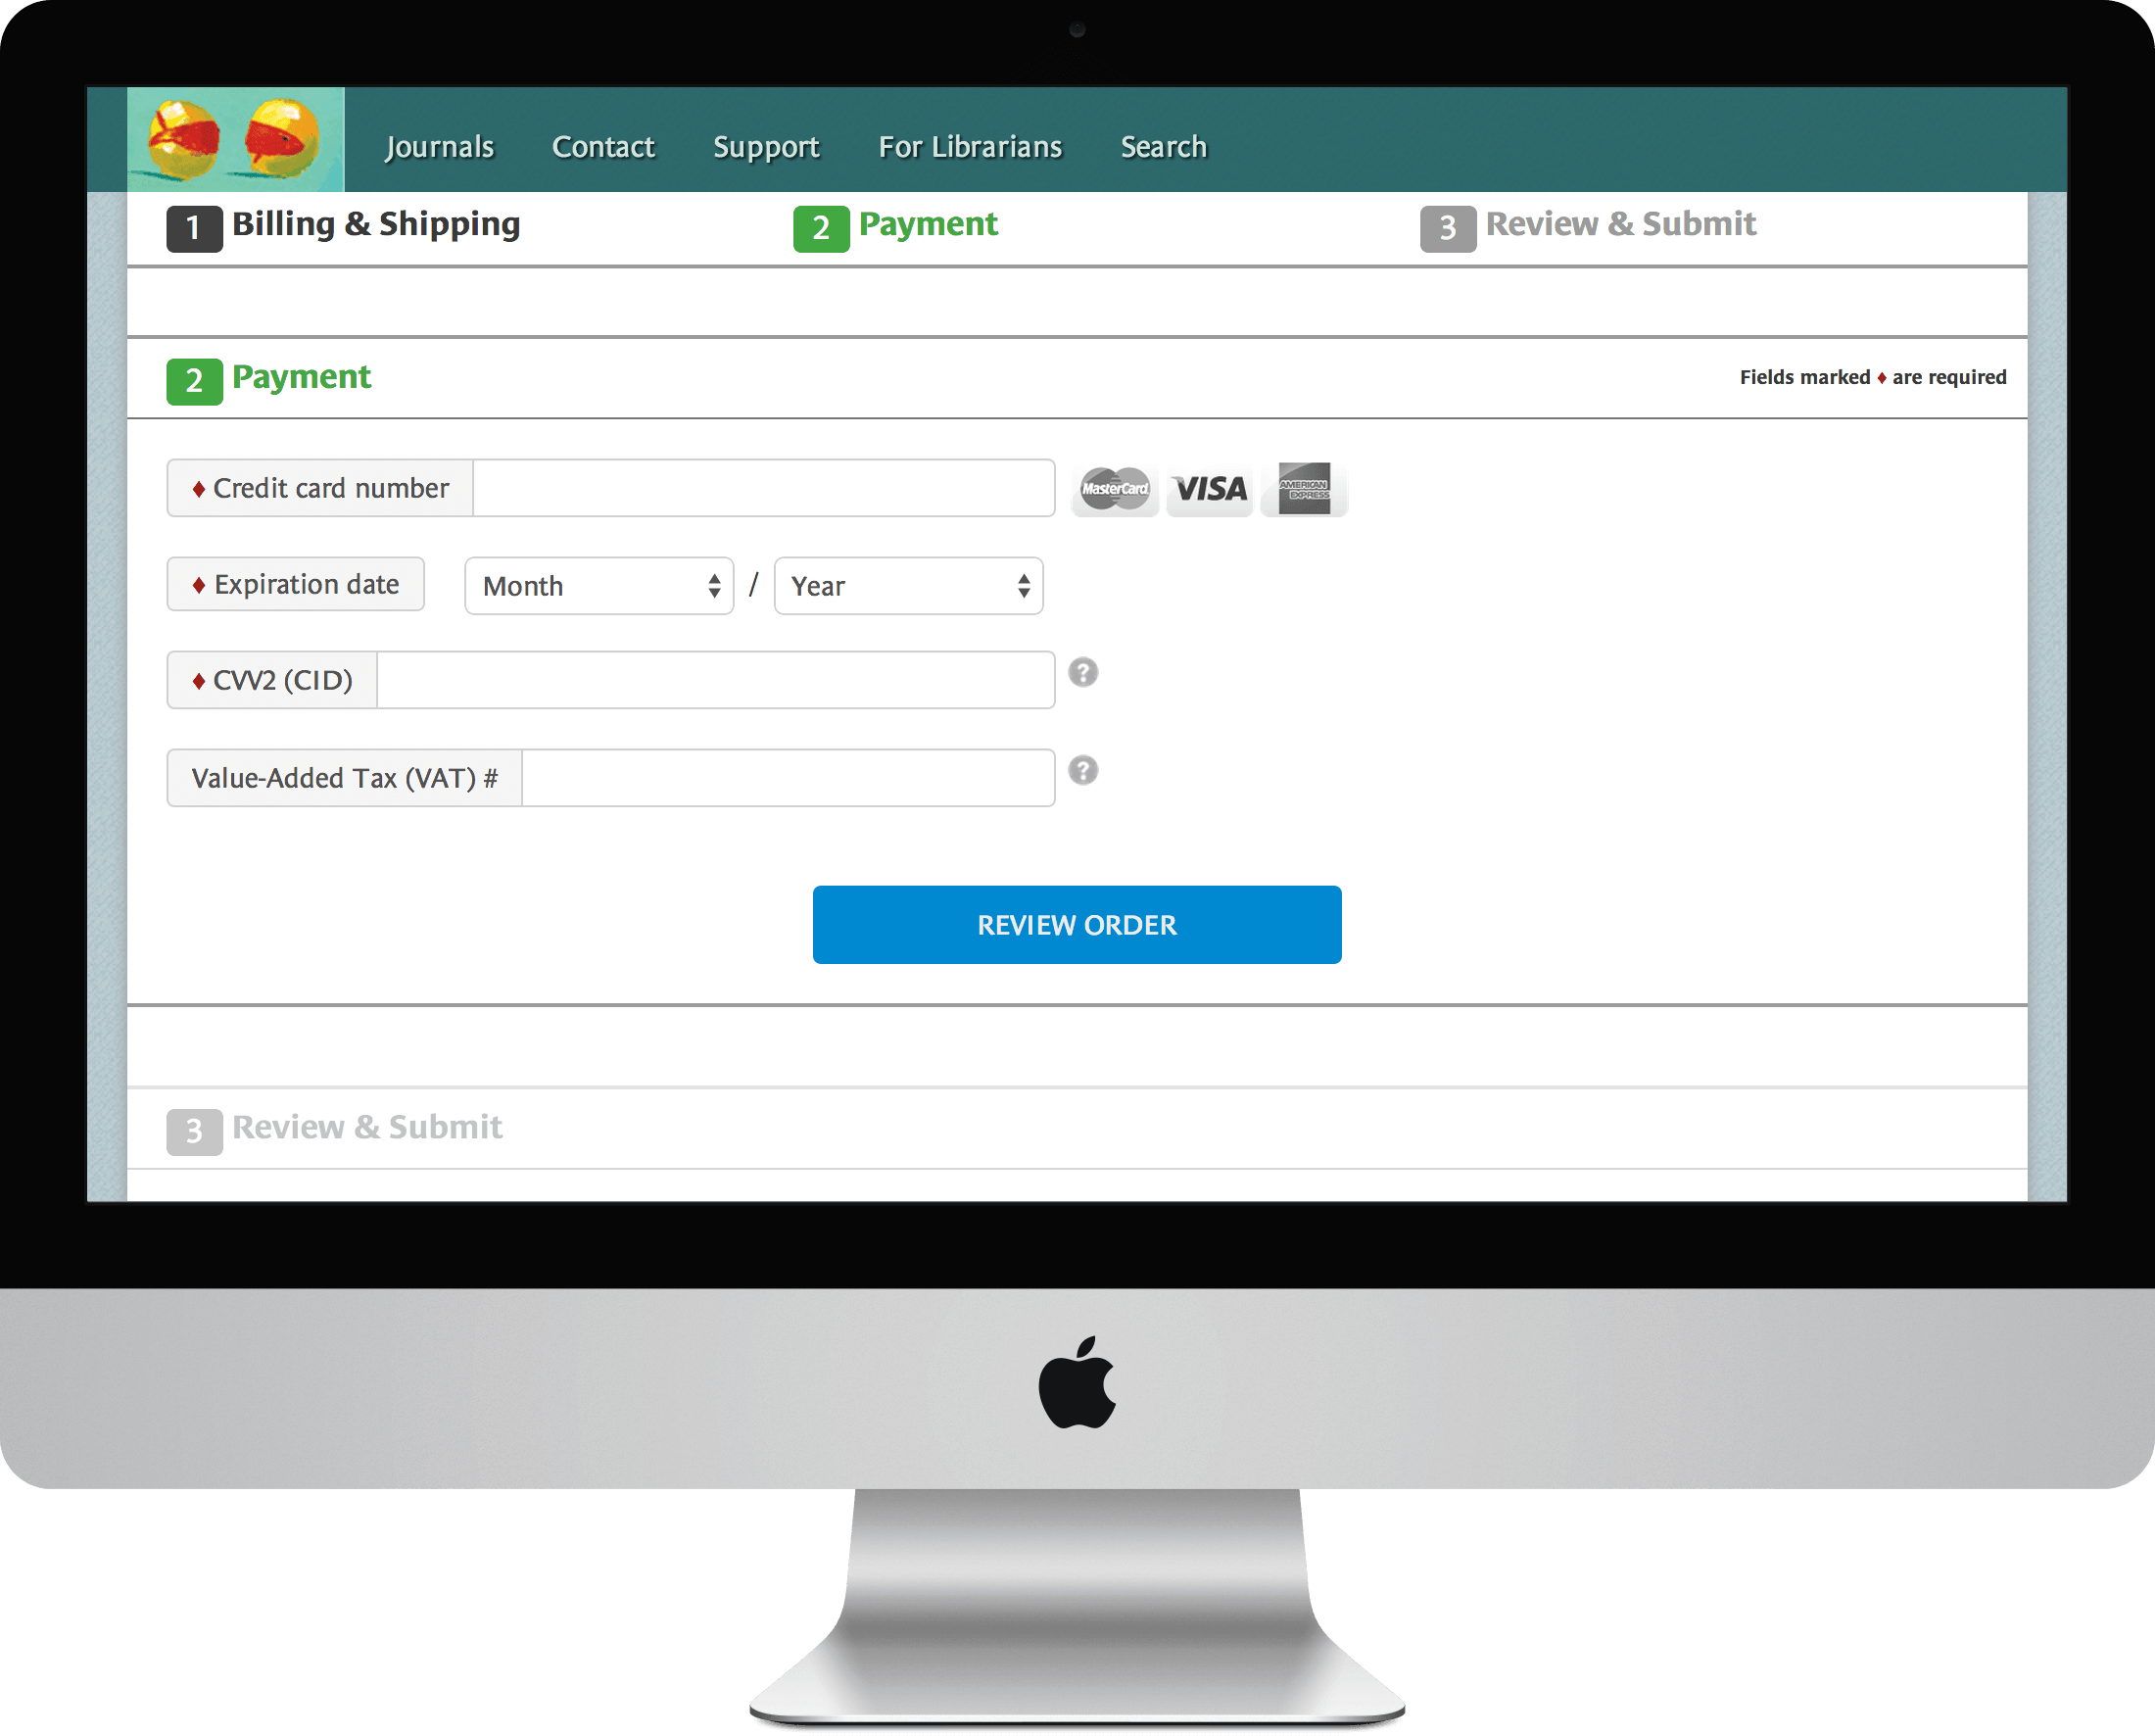 Journals Contact Support For Librarians Search
1 Billing & Shipping 2 Payment 3 Review & Submit
2 Payment Fields marked ♦ are required
♦ Credit card number MasterCard VISA AMERICAN EXPRESS
♦ Expiration date Month / Year
♦ CVV2 (CID) ?
Value-Added Tax (VAT) # ?
REVIEW ORDER
3 Review & Submit